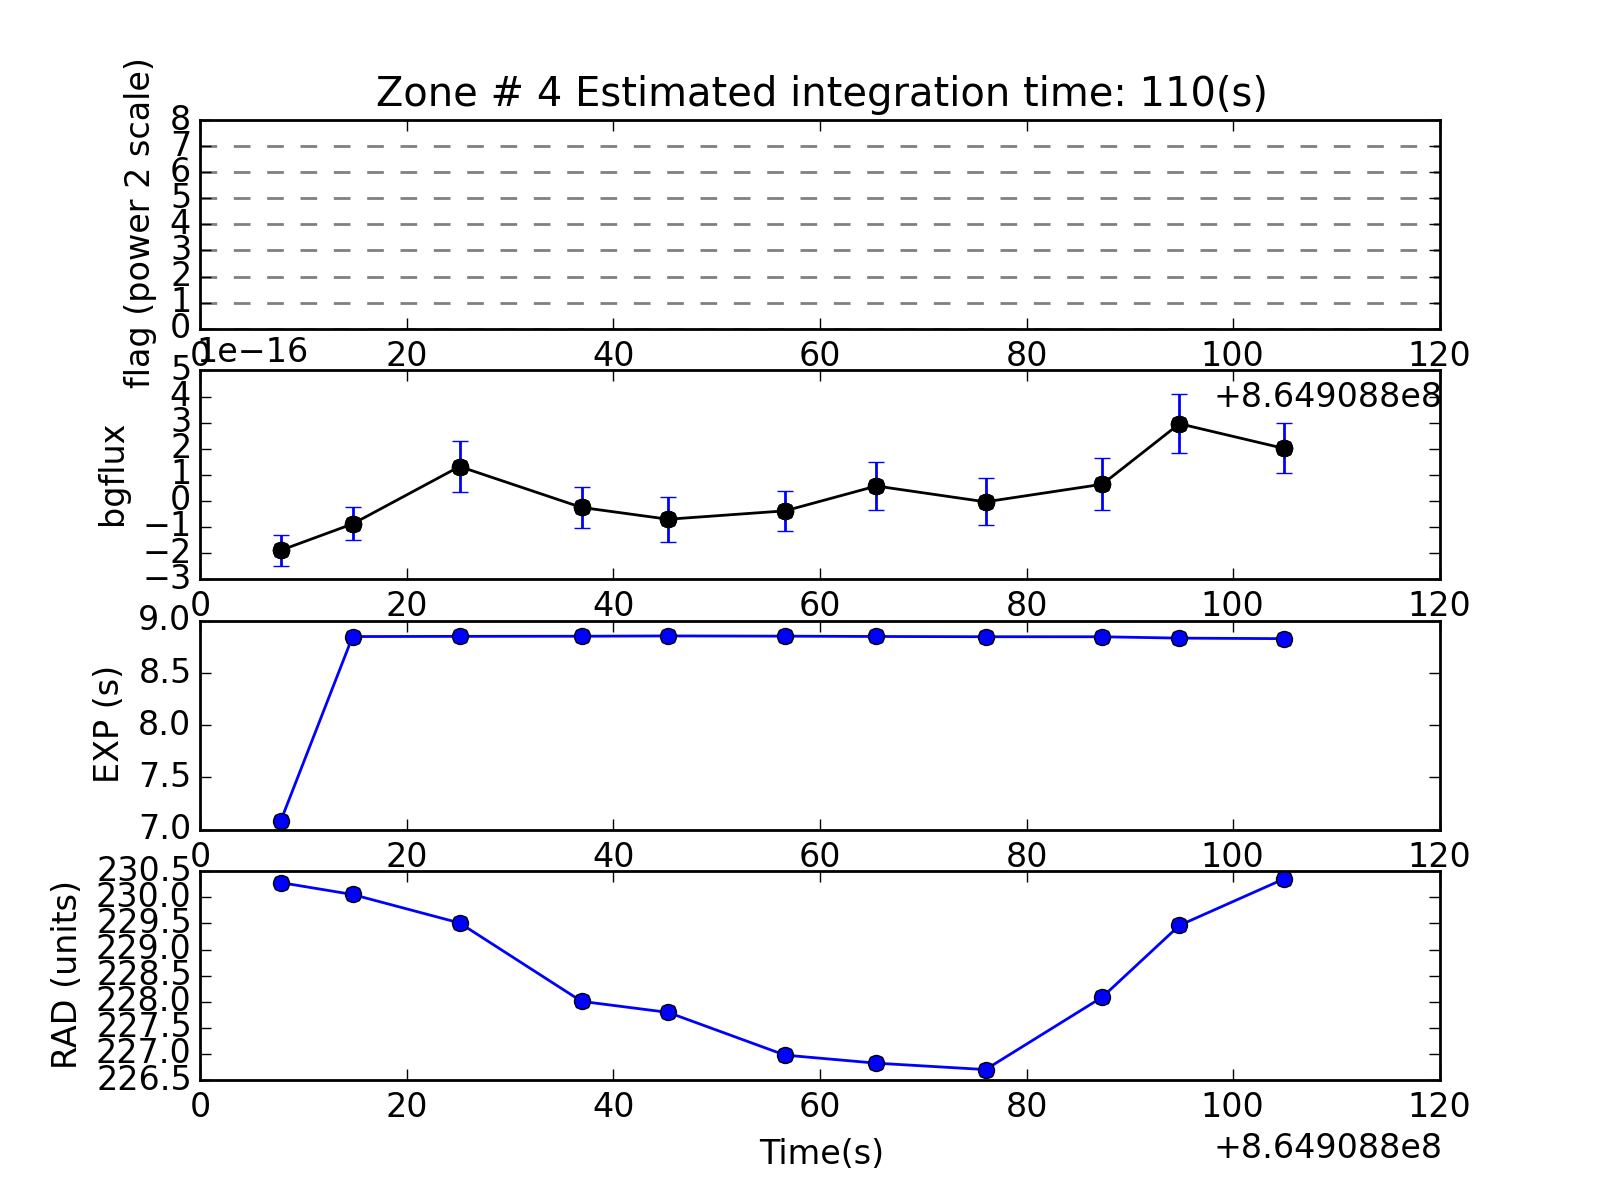 Zone # 4 Estimated integration time: 110(s)
flag (power 2 scale)
8
7
6
5
4
3
2
1
0
0 20 40 60 80 100 120
1e−16
+8.649088e8
bgflux
5
4
3
2
1
0
−1
−2
−3
0 20 40 60 80 100 120
EXP (s)
9.0
8.5
8.0
7.5
7.0
0 20 40 60 80 100 120
RAD (units)
230.5
230.0
229.5
229.0
228.5
228.0
227.5
227.0
226.5
0 20 40 60 80 100 120
Time(s)
+8.649088e8